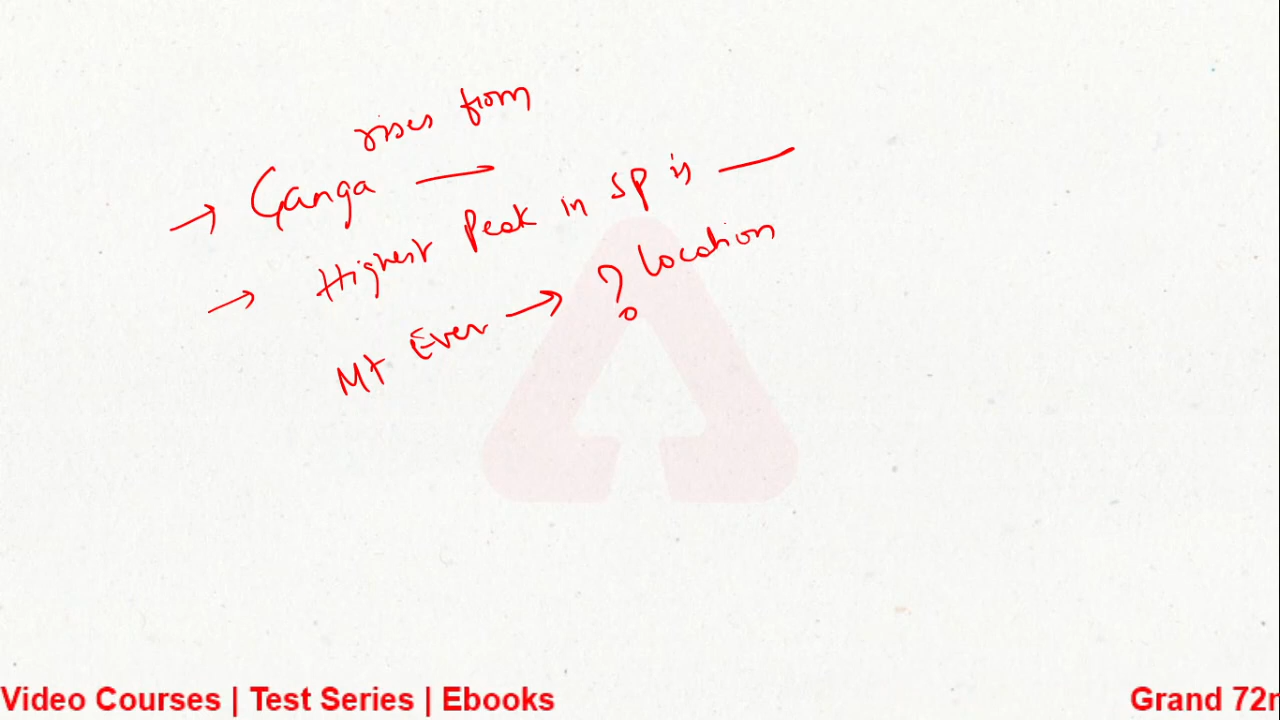 rises from
→ Ganga —
→ Highest Peak in SP is —
Mt Ever → ? location
Video Courses | Test Series | Ebooks
Grand 72